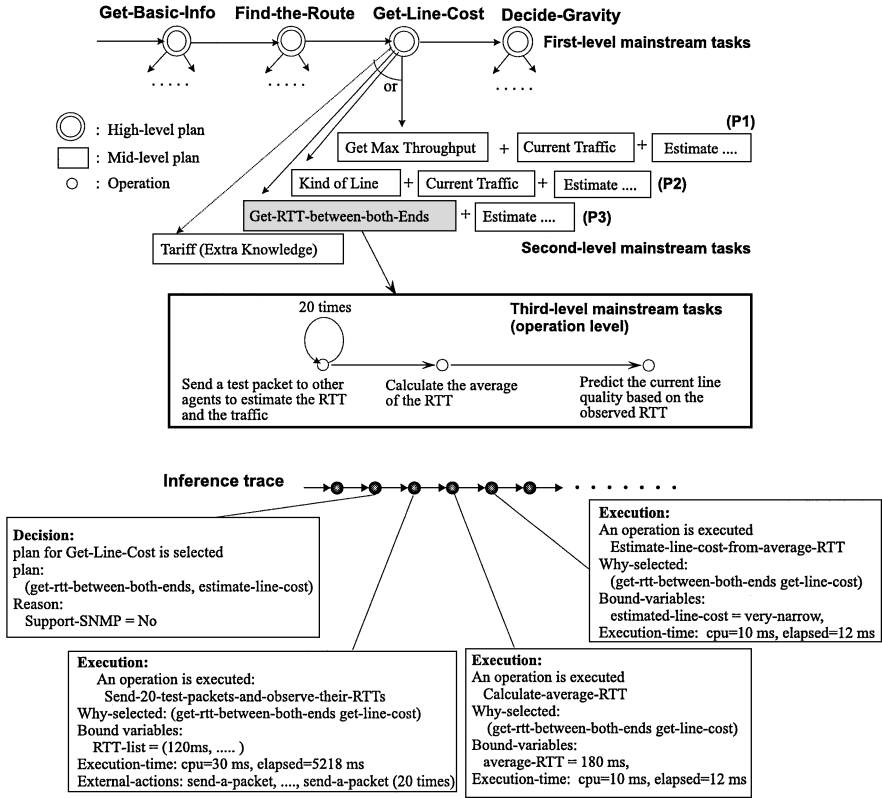 Get-Basic-Info Find-the-Route Get-Line-Cost Decide-Gravity
First-level mainstream tasks
or
: High-level plan
: Mid-level plan
: Operation
(P1)
Get Max Throughput + Current Traffic + Estimate ....
Kind of Line + Current Traffic + Estimate .... (P2)
Get-RTT-between-both-Ends + Estimate .... (P3)
Tariff (Extra Knowledge)
Second-level mainstream tasks
20 times
Third-level mainstream tasks
(operation level)
Send a test packet to other
agents to estimate the RTT
and the traffic
Calculate the average
of the RTT
Predict the current line
quality based on the
observed RTT
Inference trace
Decision:
plan for Get-Line-Cost is selected
plan:
(get-rtt-between-both-ends, estimate-line-cost)
Reason:
Support-SNMP = No
Execution:
An operation is executed
Estimate-line-cost-from-average-RTT
Why-selected:
(get-rtt-between-both-ends get-line-cost)
Bound-variables:
estimated-line-cost = very-narrow,
Execution-time: cpu=10 ms, elapsed=12 ms
Execution:
An operation is executed:
Send-20-test-packets-and-observe-their-RTTs
Why-selected: (get-rtt-between-both-ends get-line-cost)
Bound variables:
RTT-list = (120ms, ..... )
Execution-time: cpu=30 ms, elapsed=5218 ms
External-actions: send-a-packet, ...., send-a-packet (20 times)
Execution:
An operation is executed
Calculate-average-RTT
Why-selected:
(get-rtt-between-both-ends get-line-cost)
Bound-variables:
average-RTT = 180 ms,
Execution-time: cpu=10 ms, elapsed=12 ms